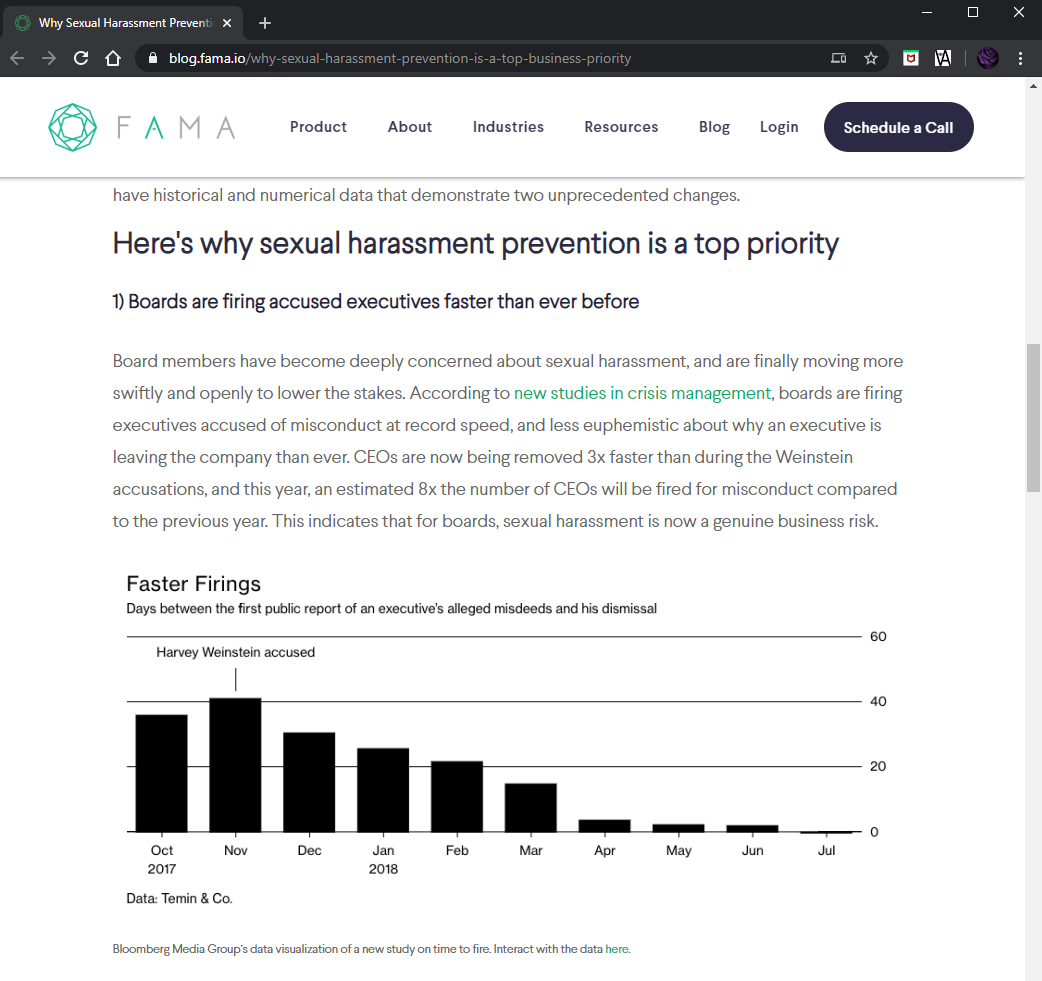 Why Sexual Harassment Preventi
blog.fama.io/why-sexual-harassment-prevention-is-a-top-business-priority
FAMA
Product About Industries Resources Blog Login Schedule a Call
have historical and numerical data that demonstrate two unprecedented changes.
Here's why sexual harassment prevention is a top priority
1) Boards are firing accused executives faster than ever before
Board members have become deeply concerned about sexual harassment, and are finally moving more
swiftly and openly to lower the stakes. According to new studies in crisis management, boards are firing
executives accused of misconduct at record speed, and less euphemistic about why an executive is
leaving the company than ever. CEOs are now being removed 3x faster than during the Weinstein
accusations, and this year, an estimated 8x the number of CEOs will be fired for misconduct compared
to the previous year. This indicates that for boards, sexual harassment is now a genuine business risk.
Faster Firings
Days between the first public report of an executive's alleged misdeeds and his dismissal
60
Harvey Weinstein accused
40
20
0
Oct Nov Dec Jan Feb Mar Apr May Jun Jul
2017 2018
Data: Temin & Co.
Bloomberg Media Group's data visualization of a new study on time to fire. Interact with the data here.